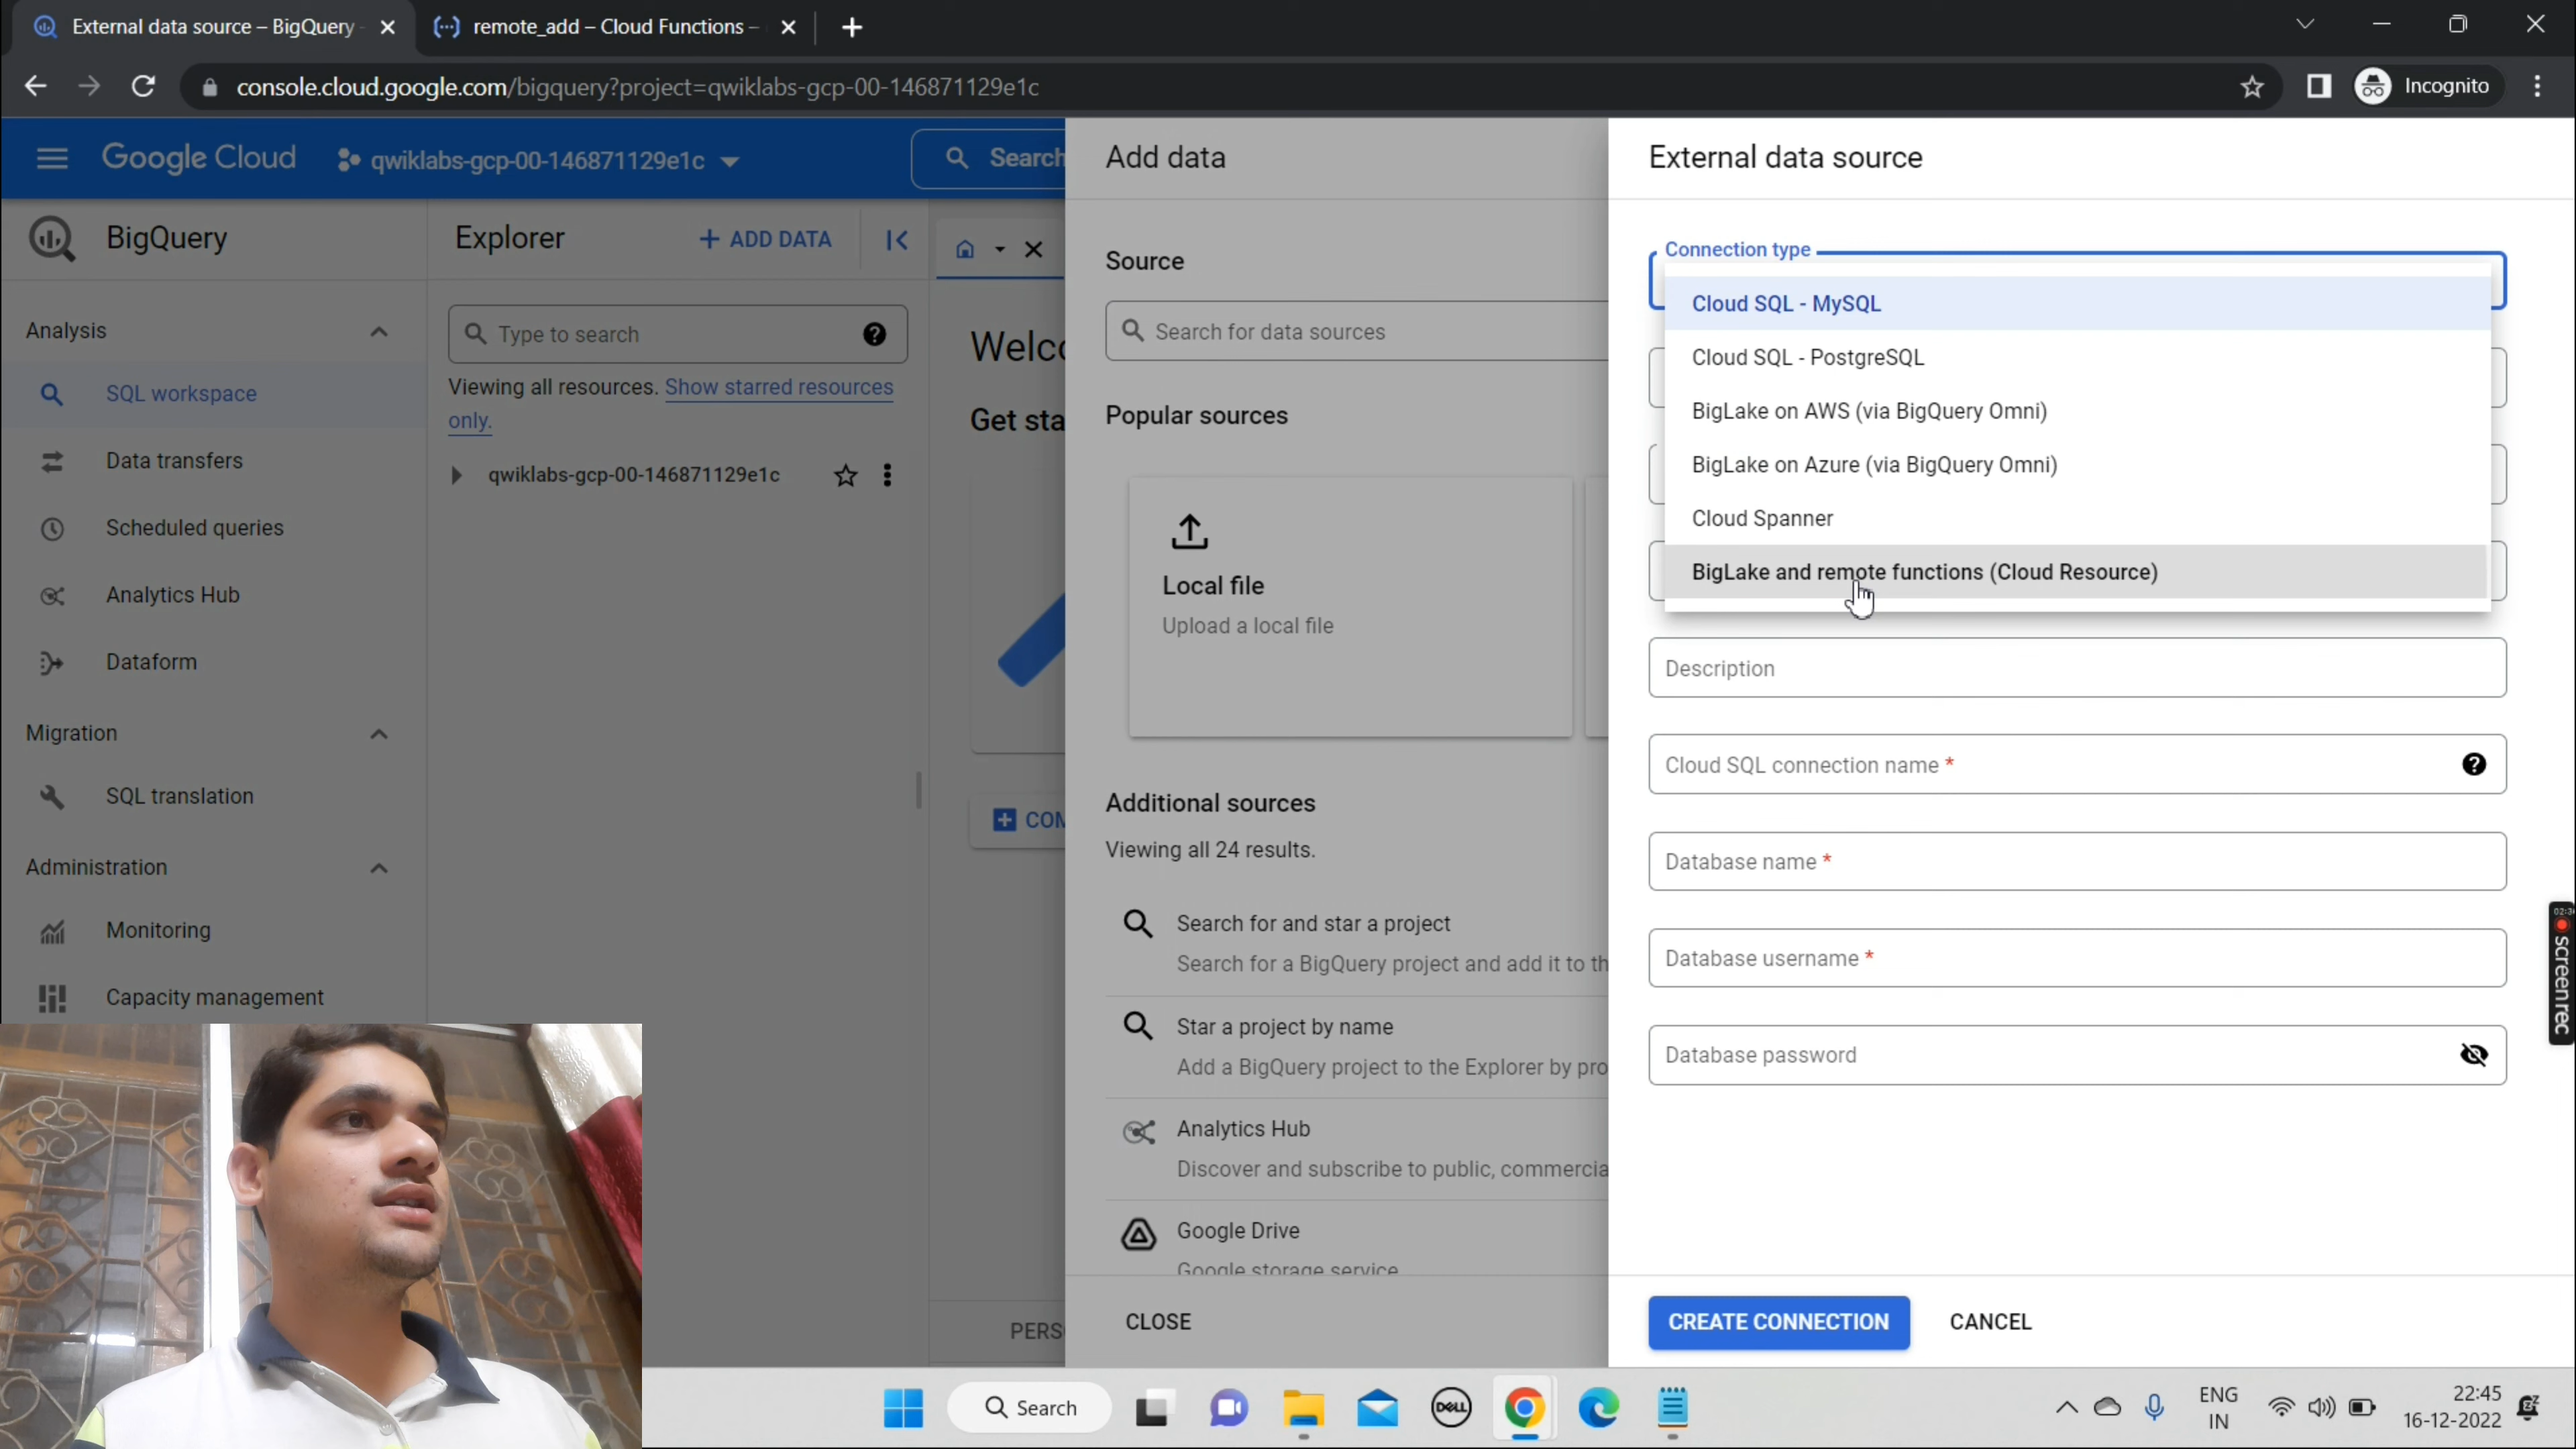 External data source – BigQuery
remote_add – Cloud Functions –
console.cloud.google.com/bigquery?project=qwiklabs-gcp-00-146871129e1c
Incognito
Google Cloud
qwiklabs-gcp-00-146871129e1c
Search
BigQuery
Analysis
SQL workspace
Data transfers
Scheduled queries
Analytics Hub
Dataform
Migration
SQL translation
Administration
Monitoring
Capacity management
Explorer
+ ADD DATA
Type to search
Viewing all resources. Show starred resources
only.
qwiklabs-gcp-00-146871129e1c
Welco
Get sta
COM
PERS
Add data
Source
Search for data sources
Popular sources
Local file
Upload a local file
Additional sources
Viewing all 24 results.
Search for and star a project
Search for a BigQuery project and add it to th
Star a project by name
Add a BigQuery project to the Explorer by pro
Analytics Hub
Discover and subscribe to public, commercia
Google Drive
Google storage service
CLOSE
External data source
Connection type
Cloud SQL - MySQL
Cloud SQL - PostgreSQL
BigLake on AWS (via BigQuery Omni)
BigLake on Azure (via BigQuery Omni)
Cloud Spanner
BigLake and remote functions (Cloud Resource)
Description
Cloud SQL connection name *
Database name *
Database username *
Database password
CREATE CONNECTION
CANCEL
screenrec
Search
DELL
ENG
IN
22:45
16-12-2022